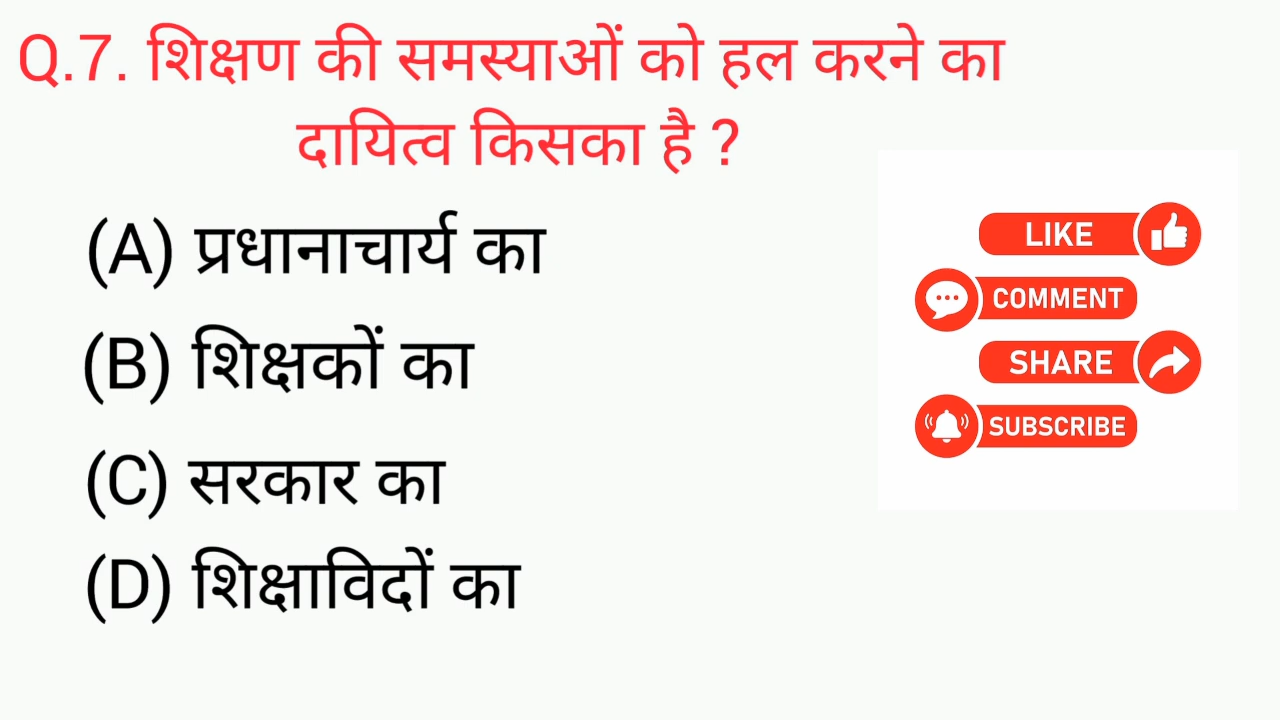 Q.7. शिक्षण की समस्याओं को हल करने का
दायित्व किसका है ?
(A) प्रधानाचार्य का
(B) शिक्षकों का
(C) सरकार का
(D) शिक्षाविदों का
LIKE
COMMENT
SHARE
SUBSCRIBE